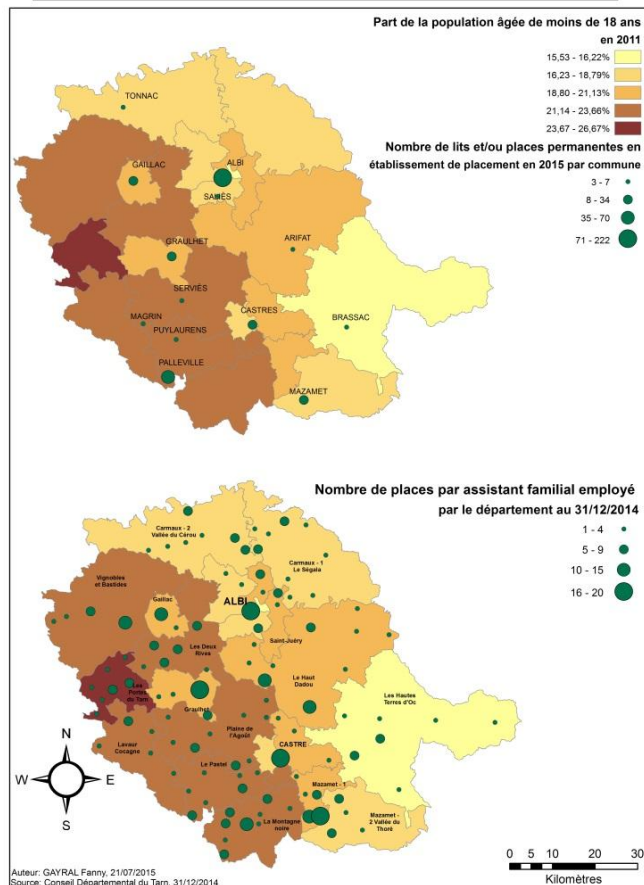 Part de la population âgée de moins de 18 ans
en 2011
15,53 - 16,22%
16,23 - 18,79%
18,80 - 21,13%
21,14 - 23,66%
23,67 - 26,67%
Nombre de lits et/ou places permanentes en
établissement de placement en 2015 par commune
3 - 7
8 - 34
35 - 70
71 - 222
TONNAC
GAILLAC
ALBI
GRAULHET
ARIFAT
SERVIÈS
MAGRIN
CASTRES
BRASSAC
PUYLAURENS
PALLEVILLE
MAZAMET
Nombre de places par assistant familial employé
par le département au 31/12/2014
1 - 4
5 - 9
10 - 15
16 - 20
Carmaux - 2
Vallée du Cérou
Carmaux - 1
Le Ségala
Vignobles
et Bastides
Gaillac
ALBI
Saint-Juéry
Les Deux
Rives
Les Portes
du Tarn
Le Haut
Dadou
Les Hautes
Terres d'Oc
Graulhet
Plaine de
l'Agoût
Lavaur
Cocagne
CASTRE
Le Pastel
Mazamet - 1
Mazamet -
2 Vallée du
Thoré
La Montagne
noire
N
W
E
S
0 5 10 20 30
Kilomètres
Auteur: GAYRAL Fanny, 21/07/2015
Source: Conseil Départemental du Tarn, 31/12/2014